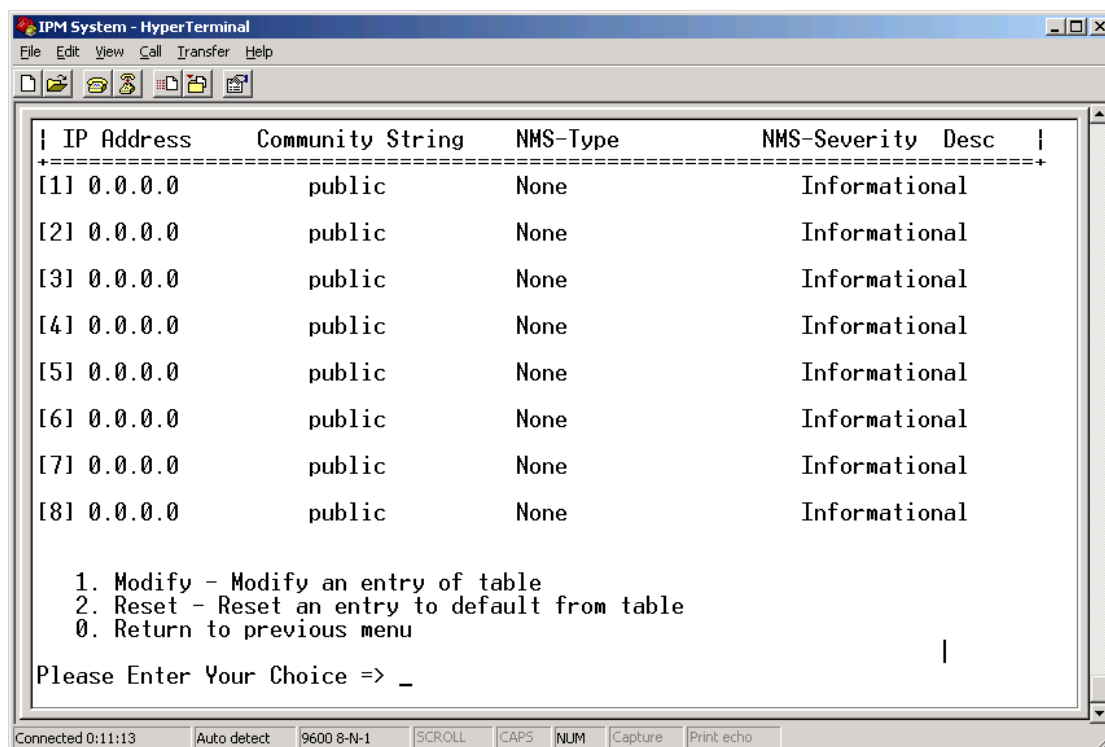 IPM System - HyperTerminal
File Edit View Call Transfer Help
| IP Address Community String NMS-Type NMS-Severity Desc |
+=============================================================================+
[1] 0.0.0.0 public None Informational
[2] 0.0.0.0 public None Informational
[3] 0.0.0.0 public None Informational
[4] 0.0.0.0 public None Informational
[5] 0.0.0.0 public None Informational
[6] 0.0.0.0 public None Informational
[7] 0.0.0.0 public None Informational
[8] 0.0.0.0 public None Informational
1. Modify - Modify an entry of table
2. Reset - Reset an entry to default from table
0. Return to previous menu
Please Enter Your Choice => _
Connected 0:11:13 Auto detect 9600 8-N-1 SCROLL CAPS NUM Capture Print echo